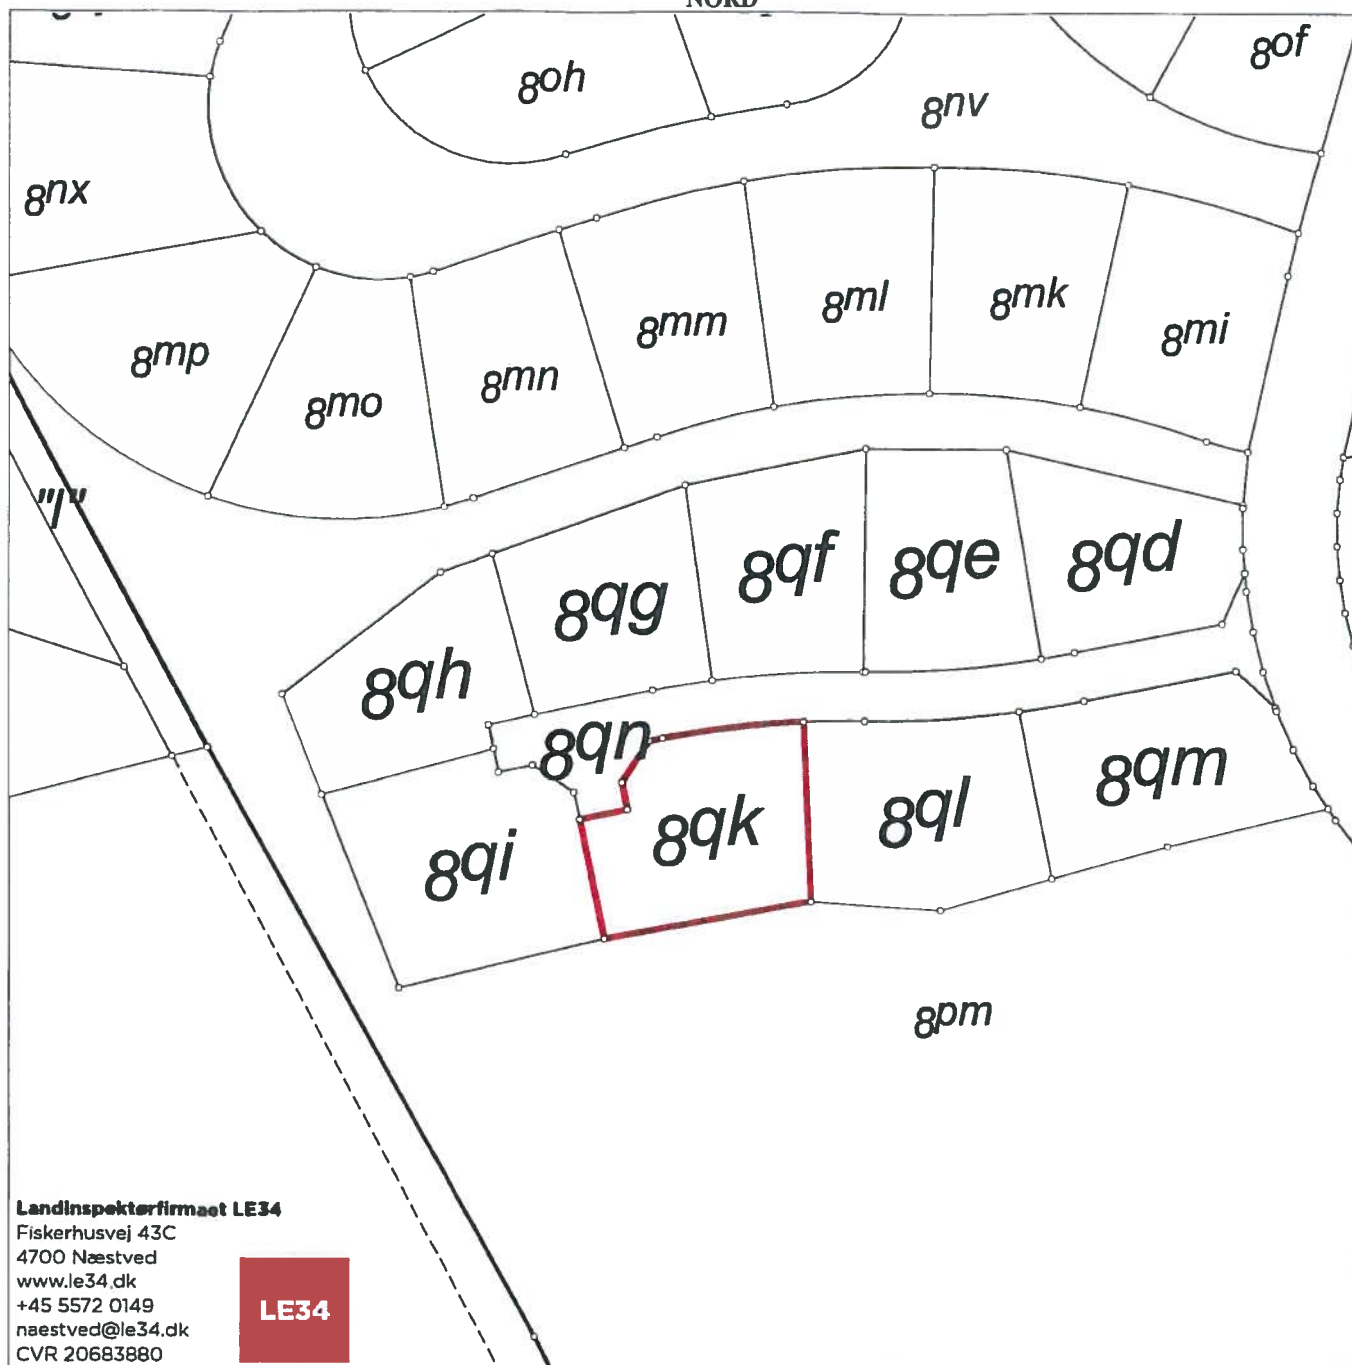 NORD
8oh
8of
8nv
8nx
8ml
8mk
8mm
8mi
8mp
8mn
8mo
"I"
8qf
8qe
8qd
8qg
8qh
8qn
8qm
8qk
8ql
8qi
8pm
Landinspektørfirmaet LE34
Fiskerhusvej 43C
4700 Næstved
www.le34.dk
+45 5572 0149
naestved@le34.dk
CVR 20683880
LE34